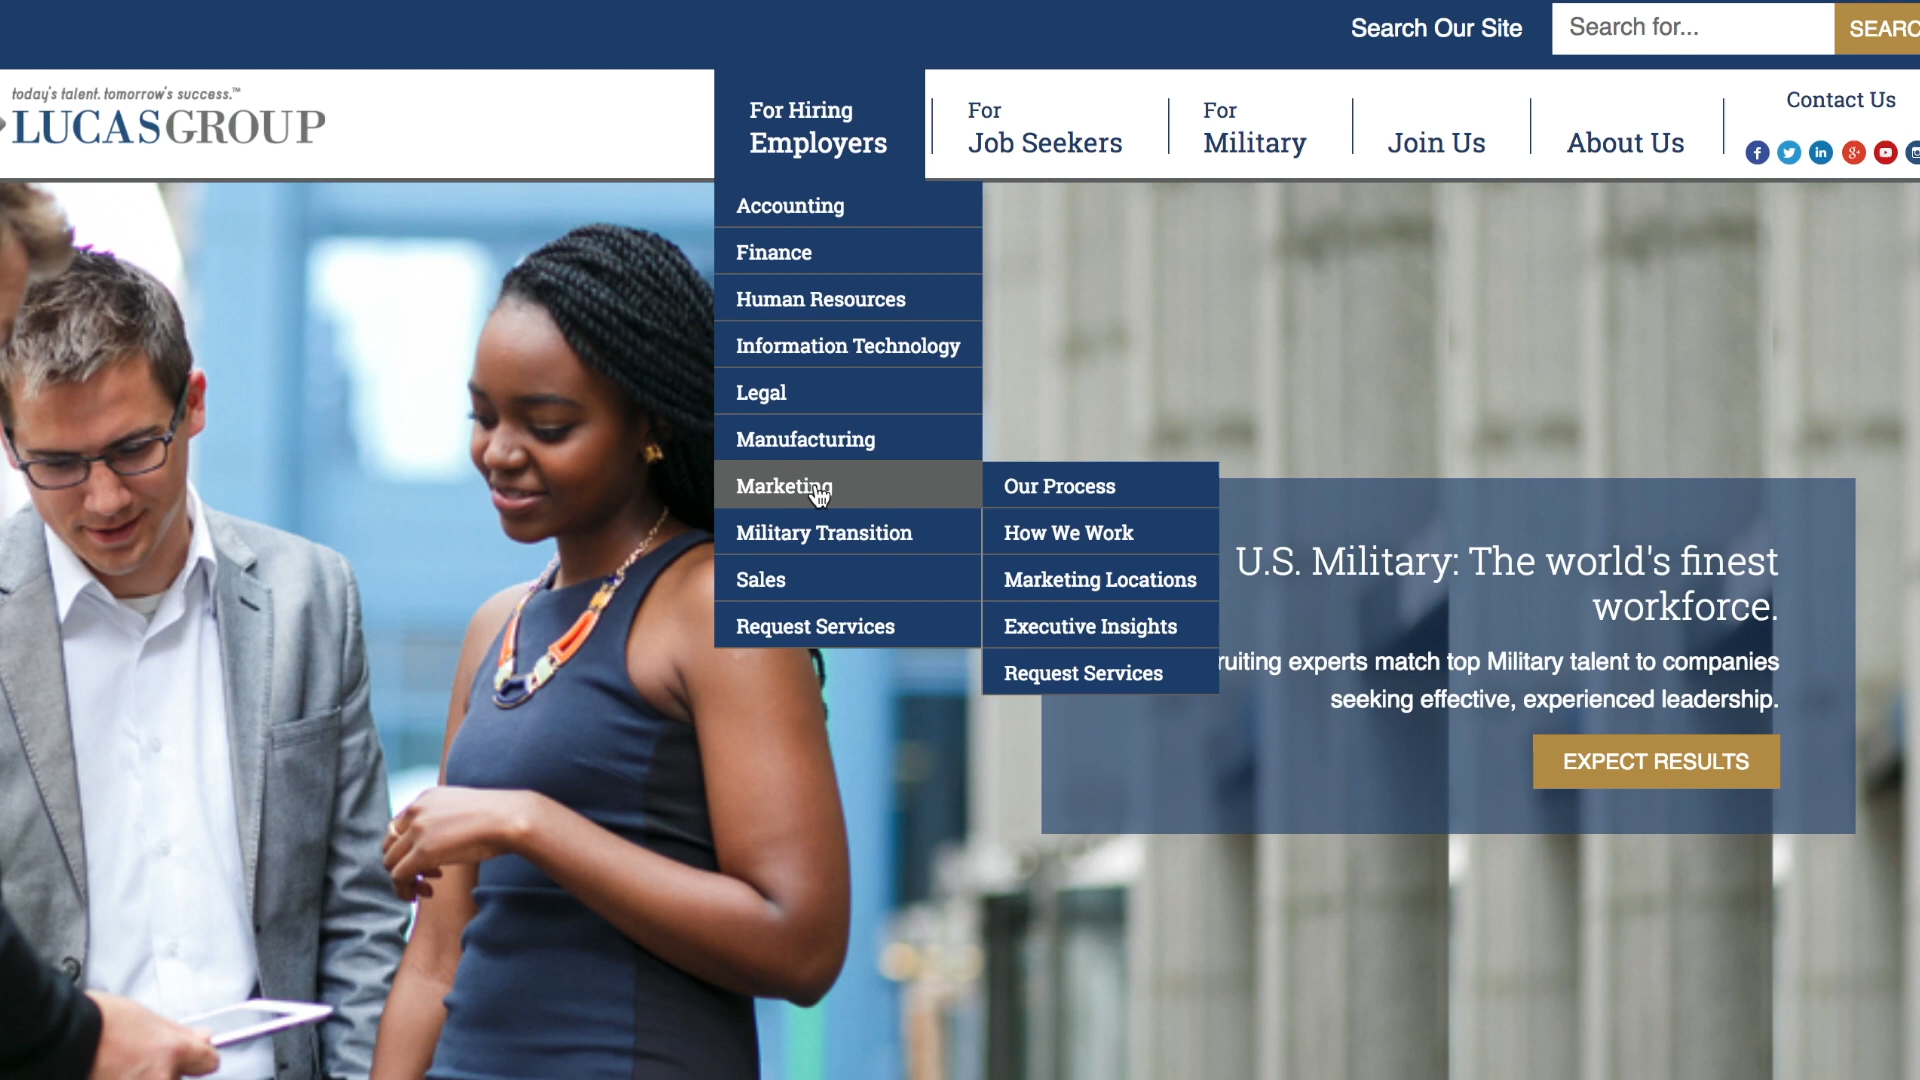 Search Our Site
Search for...
SEARC
today's talent. tomorrow's success.™
LUCASGROUP
For Hiring
Employers
For
Job Seekers
For
Military
Join Us
About Us
Contact Us
Accounting
Finance
Human Resources
Information Technology
Legal
Manufacturing
Marketing
Military Transition
Sales
Request Services
Our Process
How We Work
Marketing Locations
Executive Insights
Request Services
U.S. Military: The world's finest
workforce.
ruiting experts match top Military talent to companies
seeking effective, experienced leadership.
EXPECT RESULTS